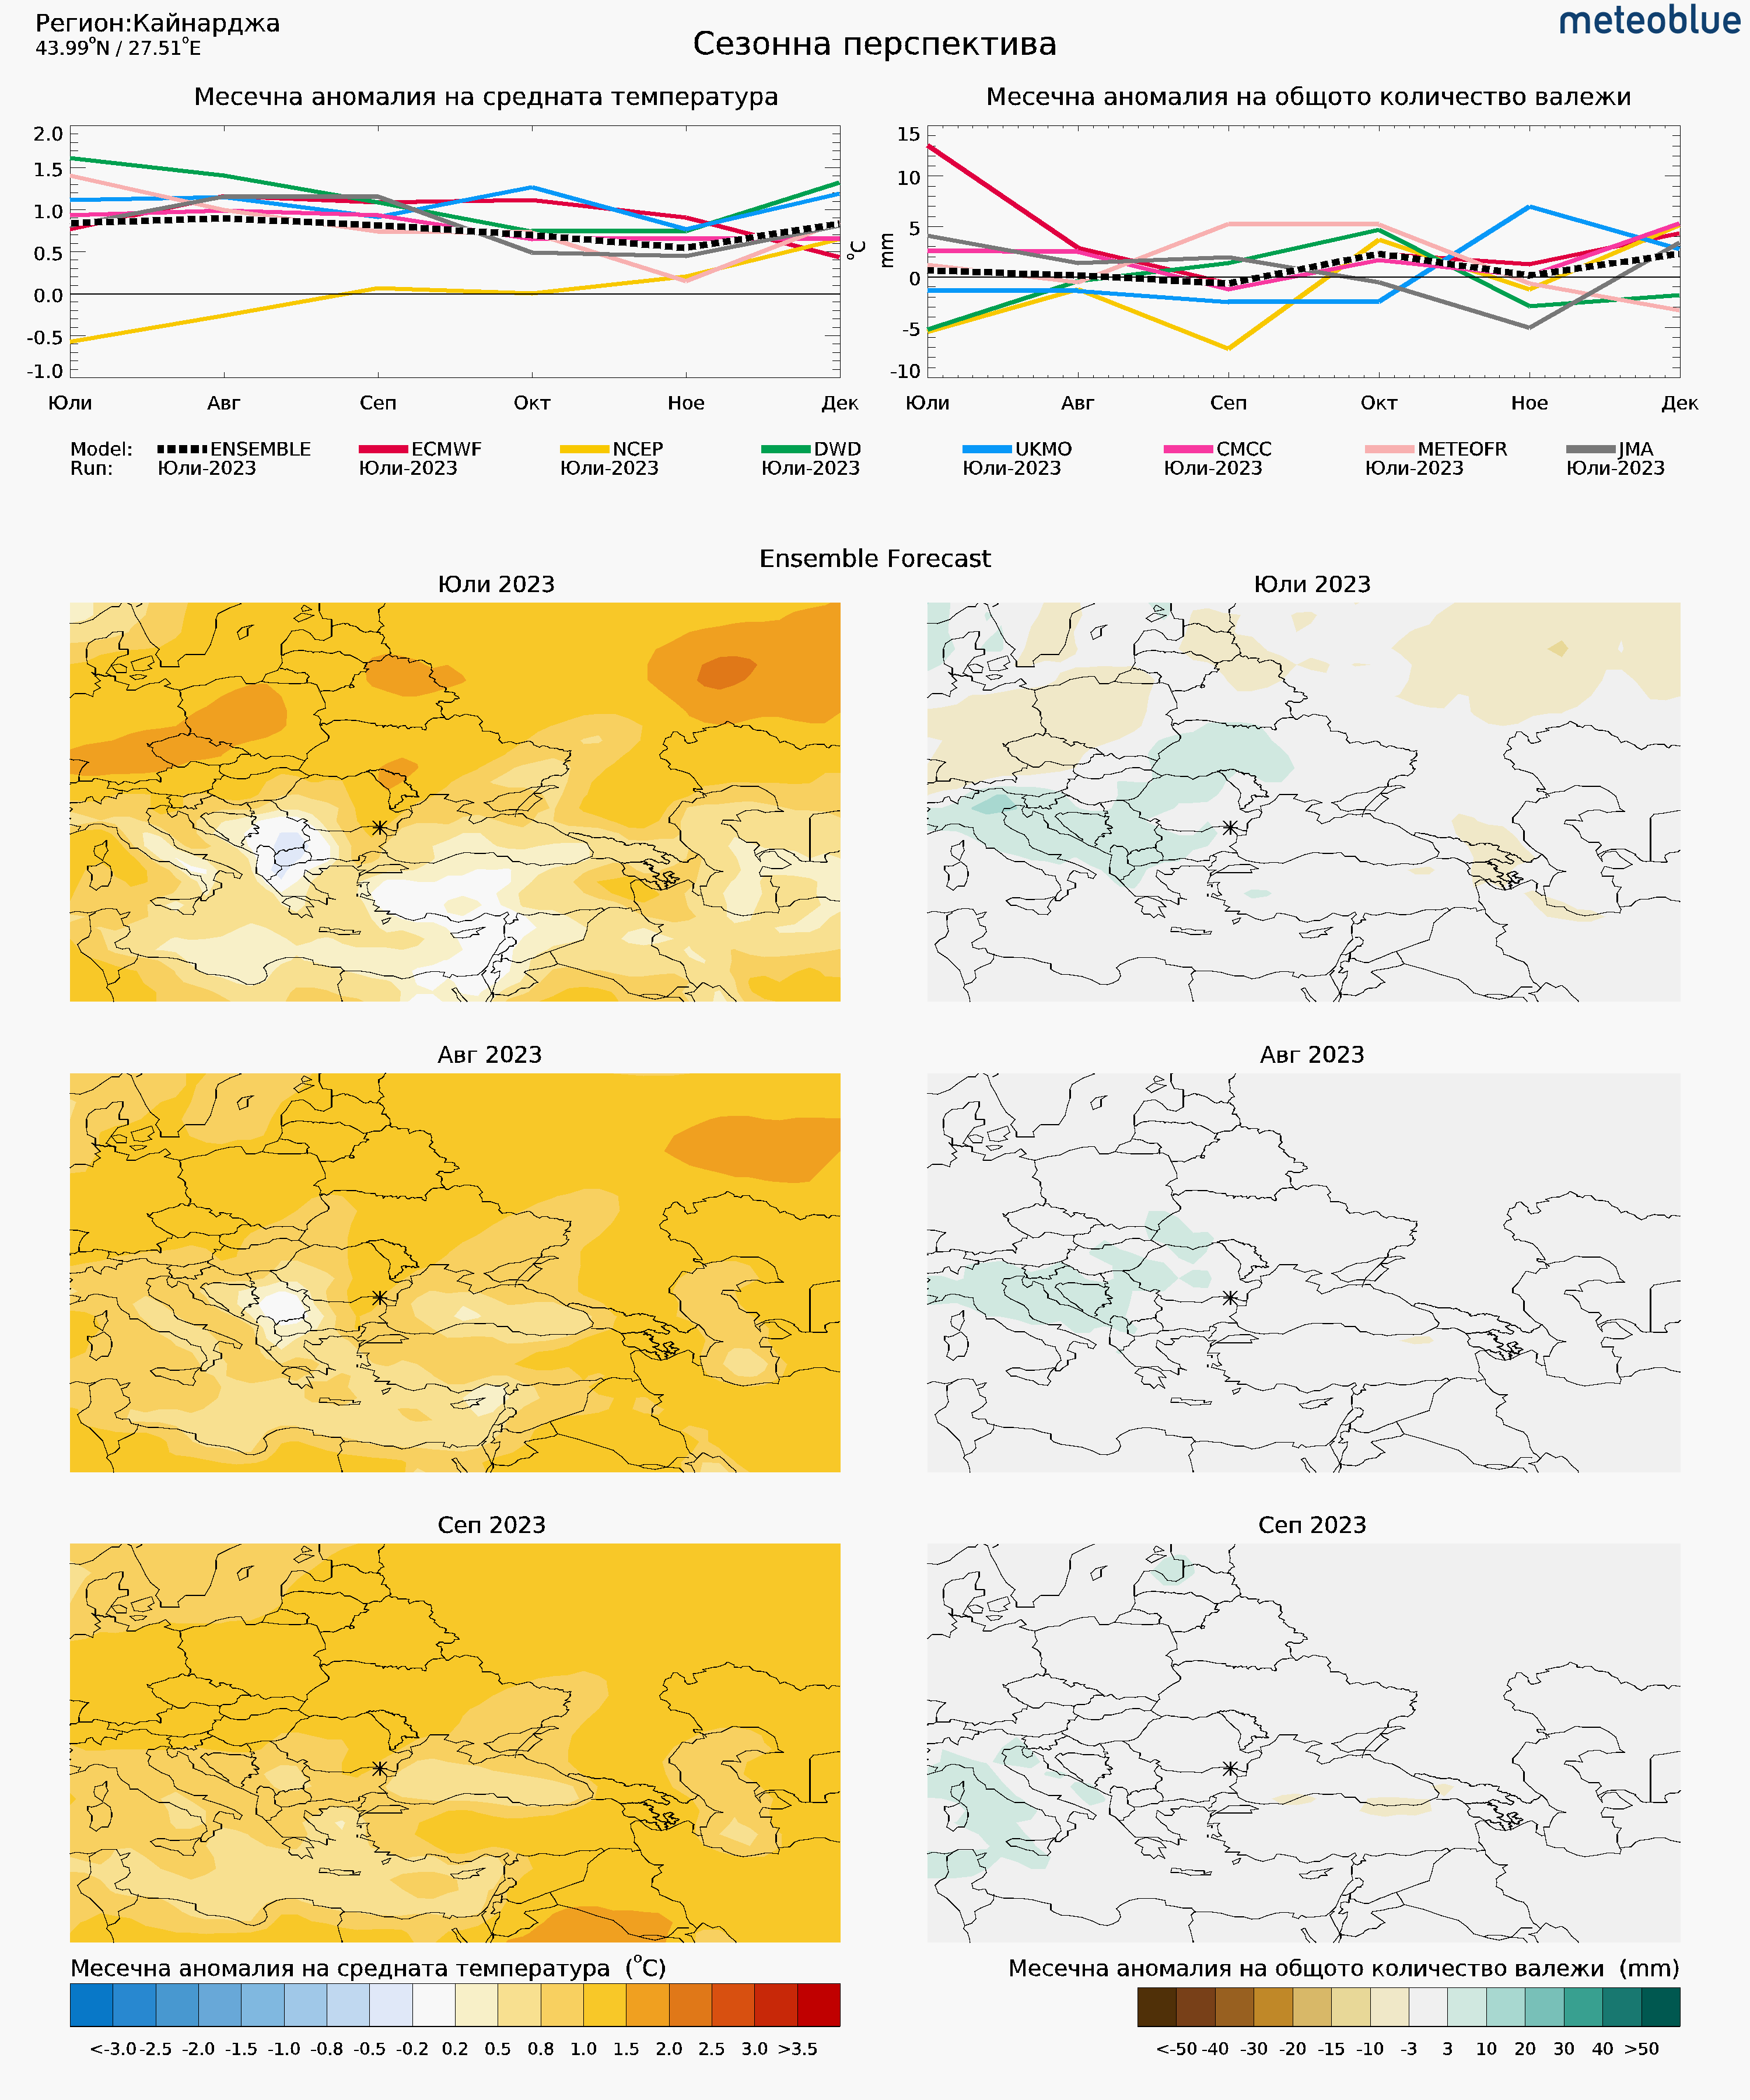 Регион:Кайнарджа
43.99°N / 27.51°E
meteoblue
Сезонна перспектива
Месечна аномалия на средната температура
2.0
1.5
1.0
0.5
0.0
-0.5
-1.0
°C
Юли Авг Сеп Окт Ное Дек
Месечна аномалия на общото количество валежи
mm
15
10
5
0
-5
-10
Юли Авг Сеп Окт Ное Дек
Model: ENSEMBLE ECMWF NCEP DWD UKMO CMCC METEOFR JMA
Run: Юли-2023 Юли-2023 Юли-2023 Юли-2023 Юли-2023 Юли-2023 Юли-2023 Юли-2023
Ensemble Forecast
Юли 2023 Юли 2023
Авг 2023 Авг 2023
Сеп 2023 Сеп 2023
Месечна аномалия на средната температура (°C)
<-3.0 -2.5 -2.0 -1.5 -1.0 -0.8 -0.5 -0.2 0.2 0.5 0.8 1.0 1.5 2.0 2.5 3.0 >3.5
Месечна аномалия на общото количество валежи (mm)
<-50 -40 -30 -20 -15 -10 -3 3 10 20 30 40 >50